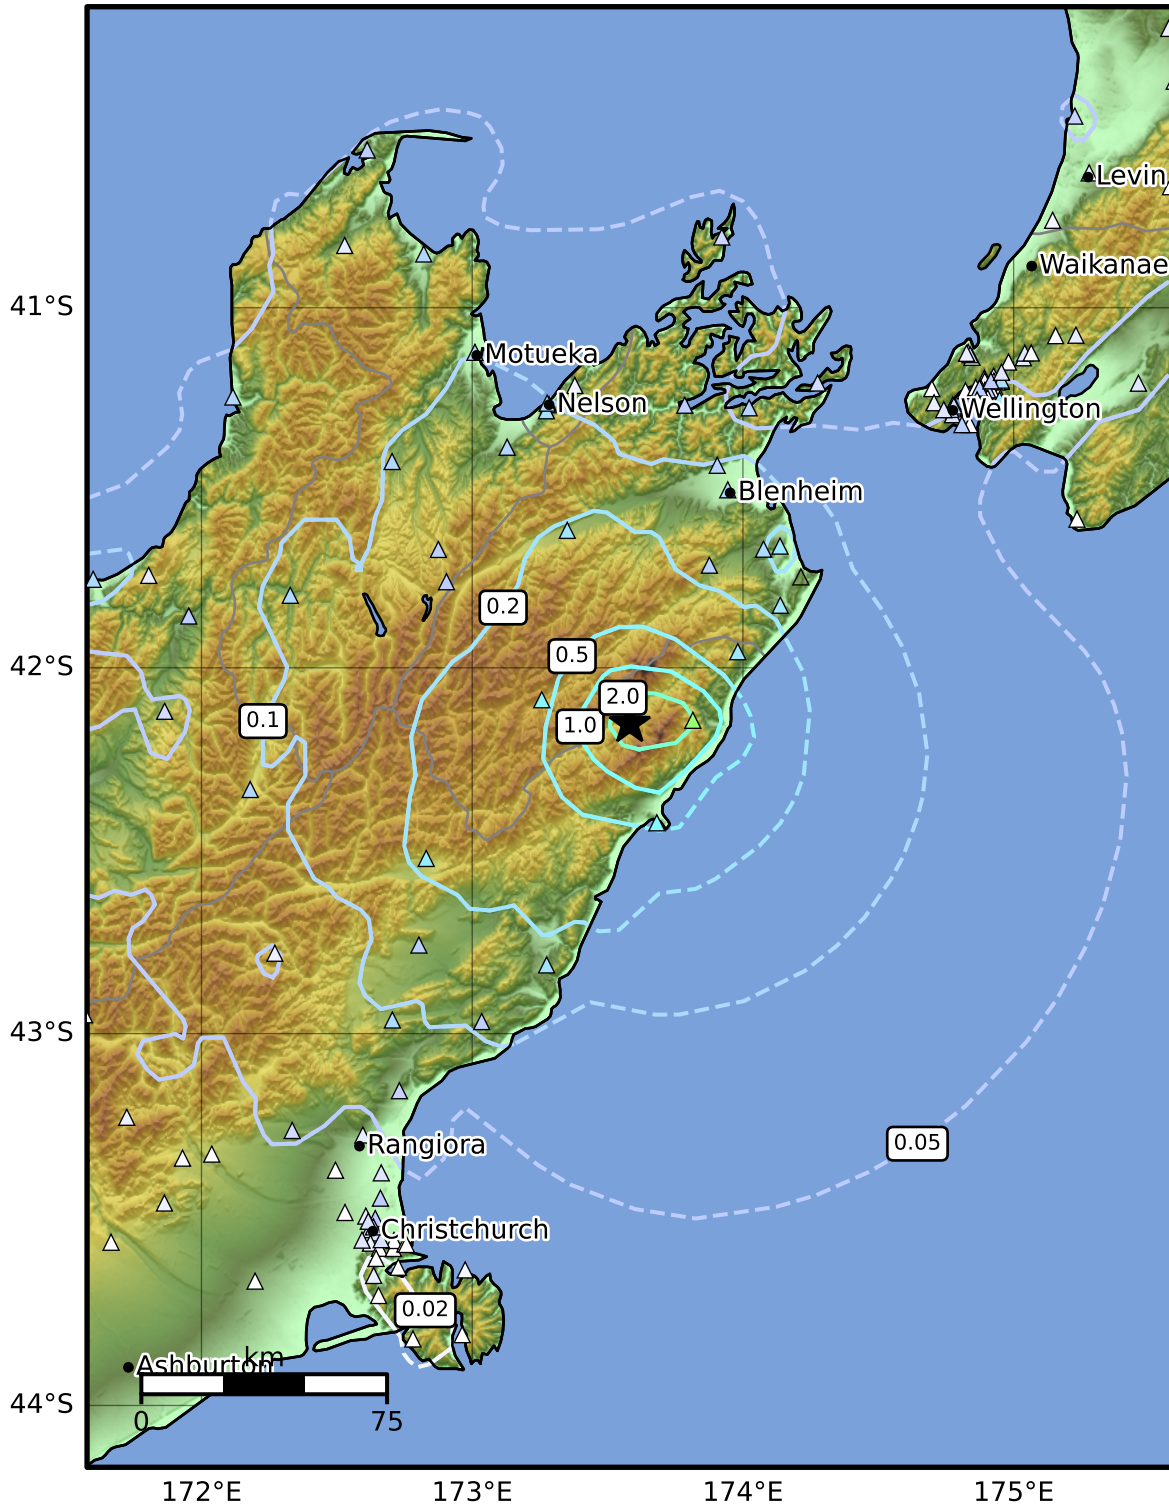 Levin
Waikanae
41°S
Motueka
Nelson
Wellington
Blenheim
0.2
0.5
42°S
2.0
0.1
1.0
43°S
0.05
Rangiora
Christchurch
0.02
km
Ashburton
0
75
44°S
172°E
173°E
174°E
175°E